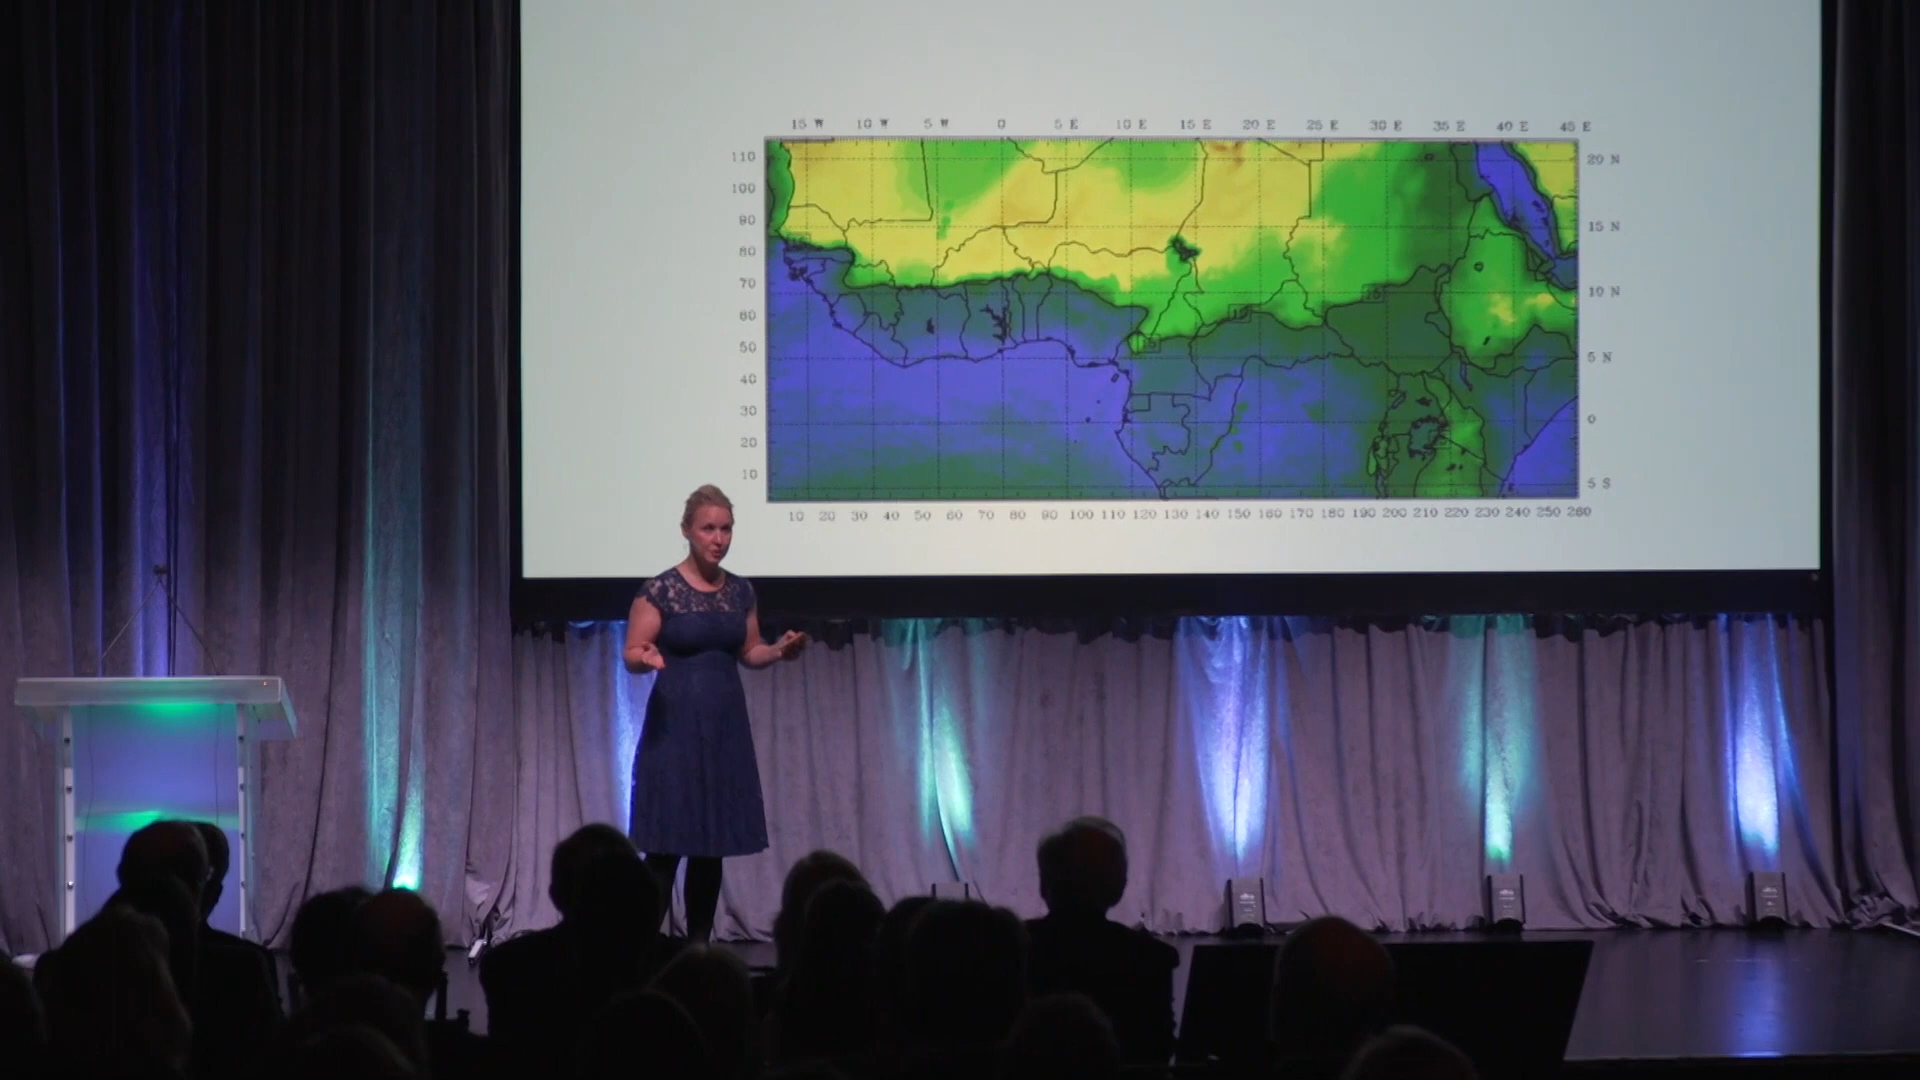 15 W 10 W 5 W 0 5 E 10 E 15 E 20 E 25 E 30 E 35 E 40 E 45 E
110 20 N
100
90 15 N
80
70 10 N
60
50 5 N
40
30 0
20
10 5 S
10 20 30 40 50 60 70 80 90 100 110 120 130 140 150 160 170 180 190 200 210 220 230 240 250 260